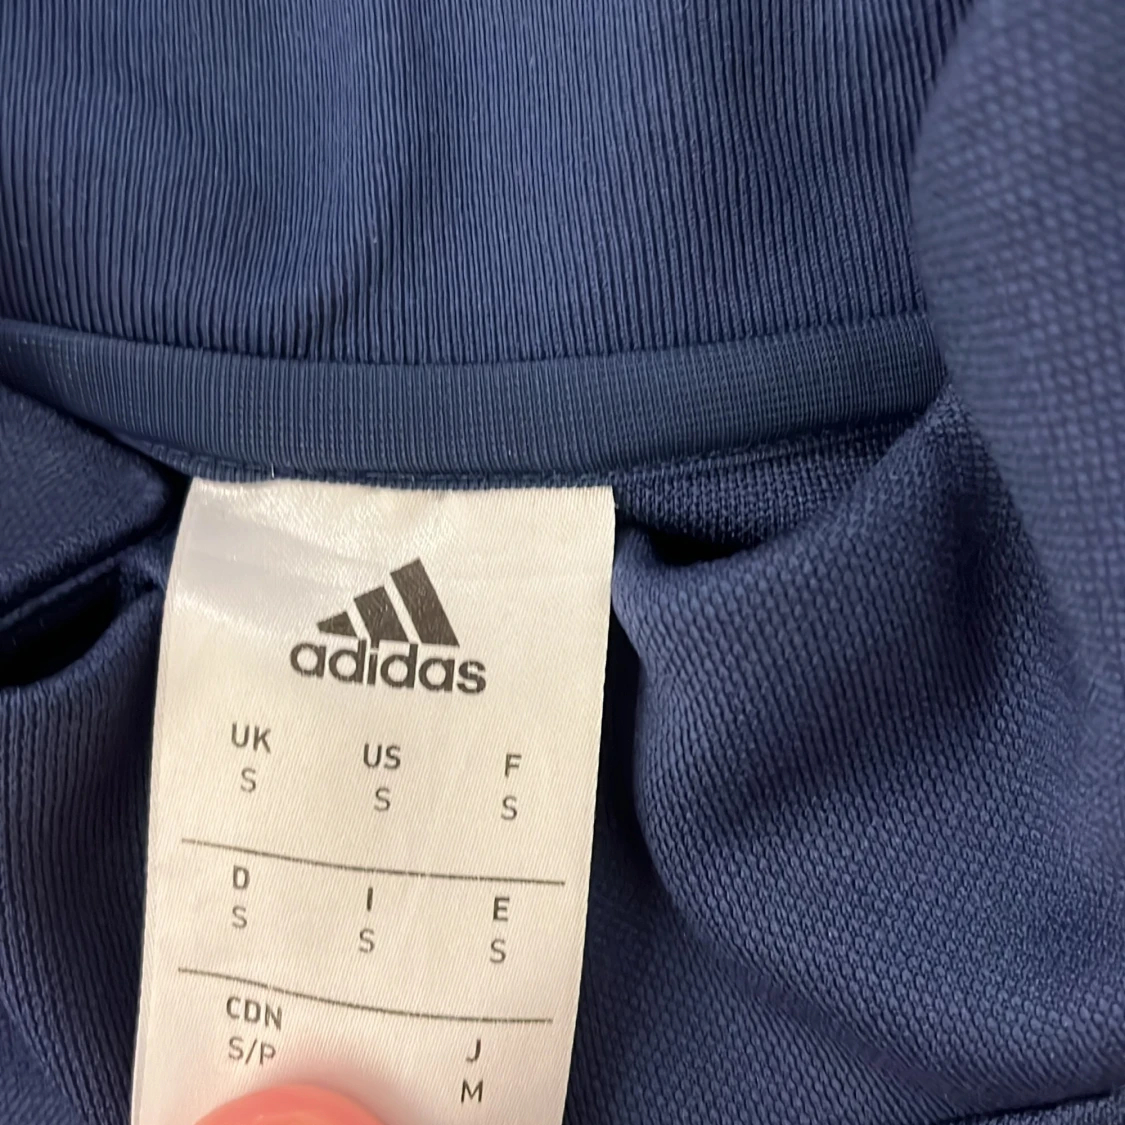 adidas
UK US F
S S S
D I E
S S S
CDN J
S/P M